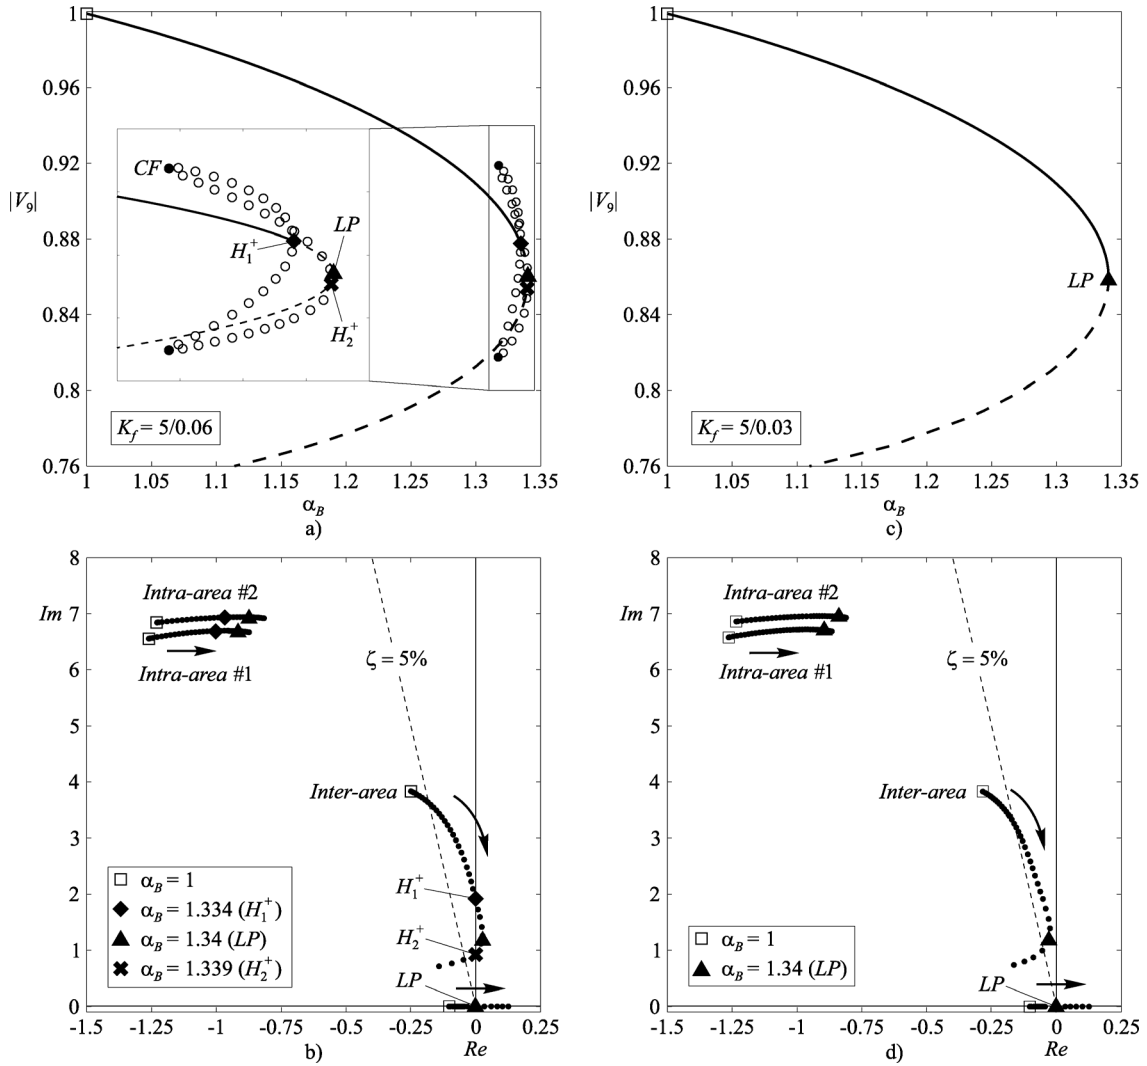 1
0.96
0.92
|V9|
0.88
0.84
0.8
0.76
CF
LP
H1+
H2+
Kf = 5/0.06
1 1.05 1.1 1.15 1.2 1.25 1.3 1.35
αB
a)
1
0.96
0.92
|V9|
0.88
0.84
0.8
0.76
LP
Kf = 5/0.03
1 1.05 1.1 1.15 1.2 1.25 1.3 1.35
αB
c)
8
Im 7
6
5
4
3
2
1
0
Intra-area #2
Intra-area #1
ζ = 5%
Inter-area
H1+
H2+
LP
αB = 1
αB = 1.334 (H1+)
αB = 1.34 (LP)
αB = 1.339 (H2+)
-1.5 -1.25 -1 -0.75 -0.5 -0.25 0 0.25
Re
b)
8
Im 7
6
5
4
3
2
1
0
Intra-area #2
Intra-area #1
ζ = 5%
Inter-area
LP
αB = 1
αB = 1.34 (LP)
-1.5 -1.25 -1 -0.75 -0.5 -0.25 0 0.25
Re
d)